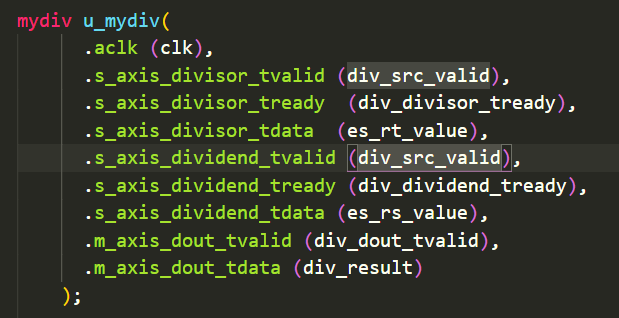 mydiv u_mydiv(
.aclk (clk),
.s_axis_divisor_tvalid (div_src_valid),
.s_axis_divisor_tready  (div_divisor_tready),
.s_axis_divisor_tdata  (es_rt_value),
.s_axis_dividend_tvalid (div_src_valid),
.s_axis_dividend_tready (div_dividend_tready),
.s_axis_dividend_tdata (es_rs_value),
.m_axis_dout_tvalid (div_dout_tvalid),
.m_axis_dout_tdata (div_result)
);